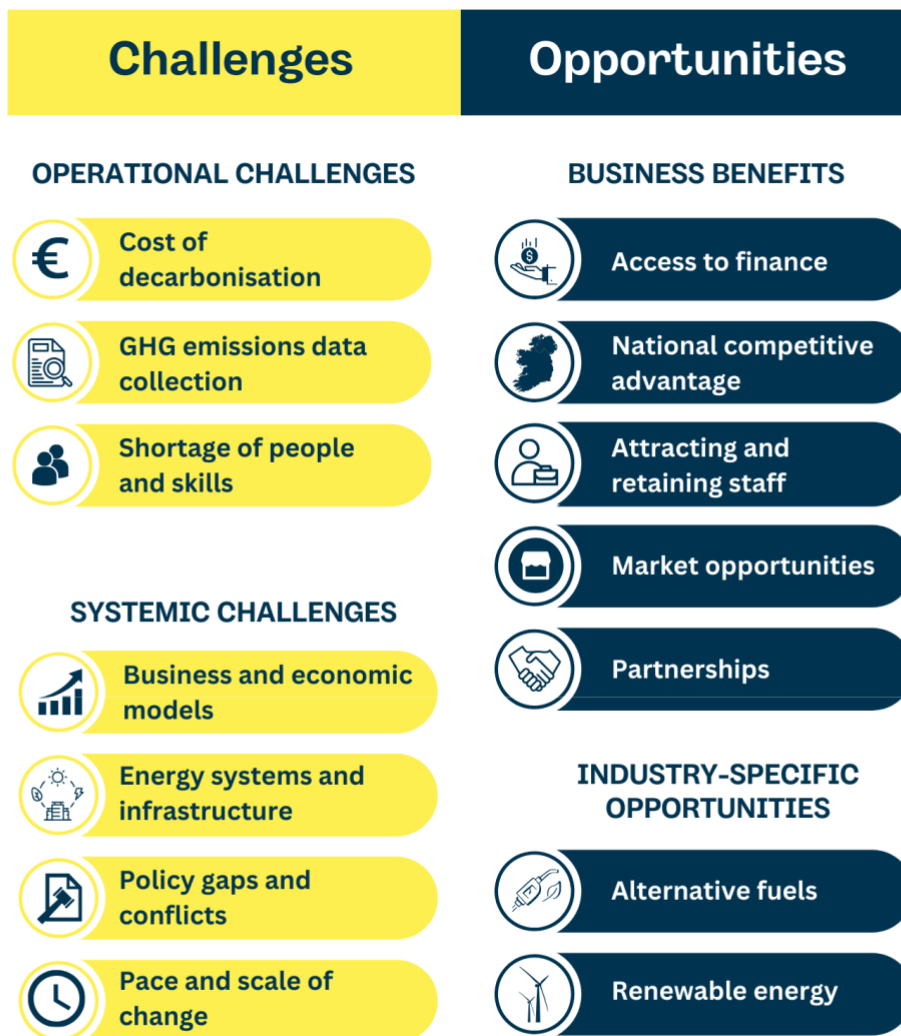 Challenges
Opportunities
OPERATIONAL CHALLENGES
€
Cost of
decarbonisation
GHG emissions data
collection
Shortage of people
and skills
SYSTEMIC CHALLENGES
Business and economic
models
Energy systems and
infrastructure
Policy gaps and
conflicts
Pace and scale of
change
BUSINESS BENEFITS
$
Access to finance
National competitive
advantage
Attracting and
retaining staff
Market opportunities
Partnerships
INDUSTRY-SPECIFIC
OPPORTUNITIES
Alternative fuels
Renewable energy